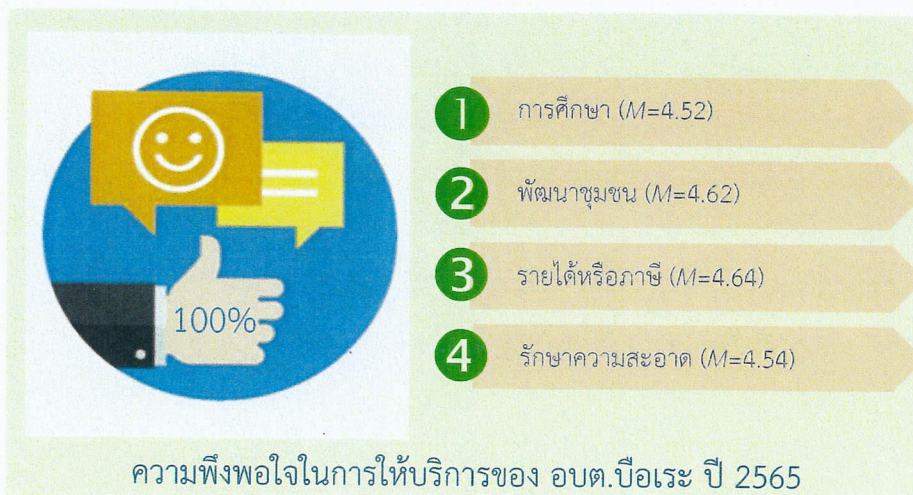 100%
1 การศึกษา (M=4.52)
2 พัฒนาชุมชน (M=4.62)
3 รายได้หรือภาษี (M=4.64)
4 รักษาความสะอาด (M=4.54)
ความพึงพอใจในการให้บริการของ อบต.บือเระ ปี 2565